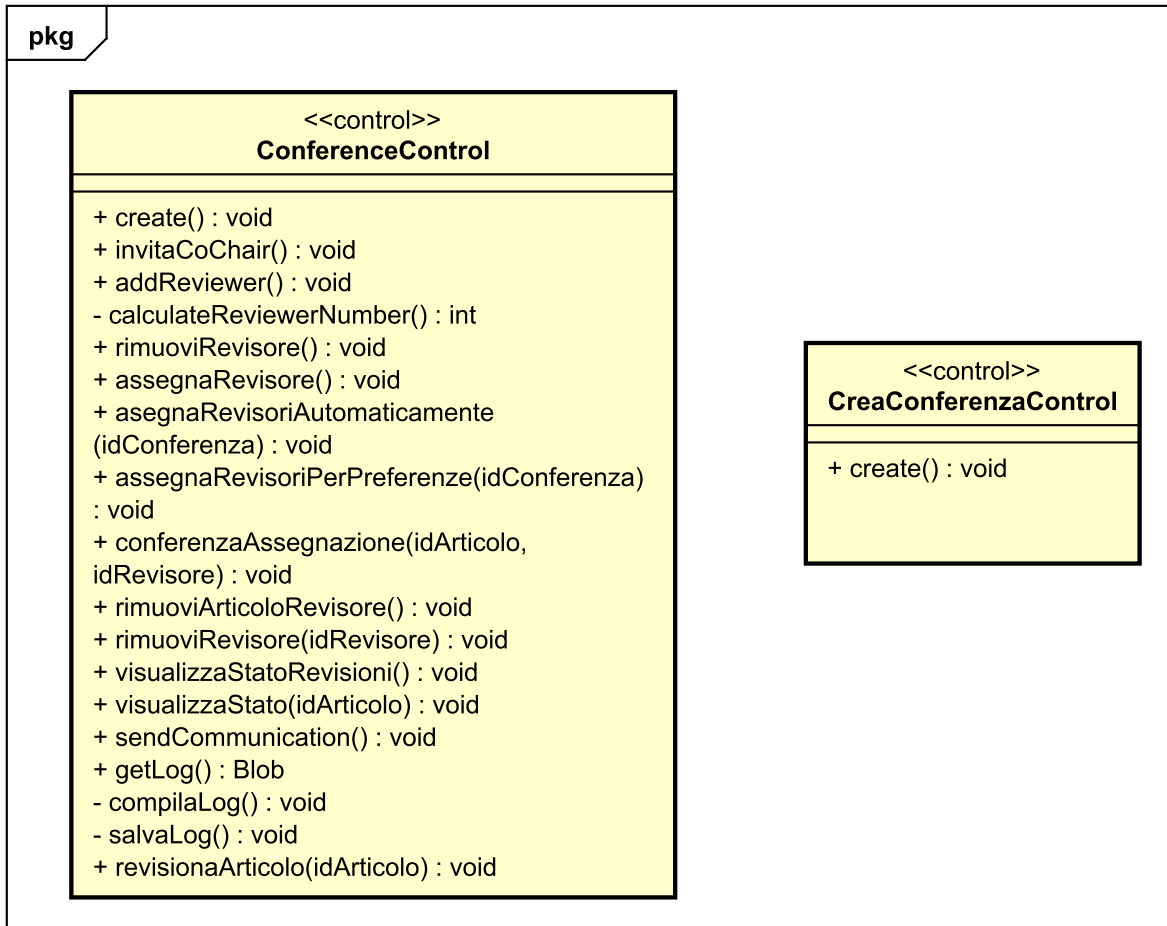 pkg
<<control>>
ConferenceControl
+ create() : void
+ invitaCoChair() : void
+ addReviewer() : void
- calculateReviewerNumber() : int
+ rimuoviRevisore() : void
+ assegnaRevisore() : void
+ asegnaRevisoriAutomaticamente
(idConferenza) : void
+ assegnaRevisoriPerPreferenze(idConferenza)
: void
+ conferenzaAssegnazione(idArticolo,
idRevisore) : void
+ rimuoviArticoloRevisore() : void
+ rimuoviRevisore(idRevisore) : void
+ visualizzaStatoRevisioni() : void
+ visualizzaStato(idArticolo) : void
+ sendCommunication() : void
+ getLog() : Blob
- compilaLog() : void
- salvaLog() : void
+ revisionaArticolo(idArticolo) : void
<<control>>
CreaConferenzaControl
+ create() : void